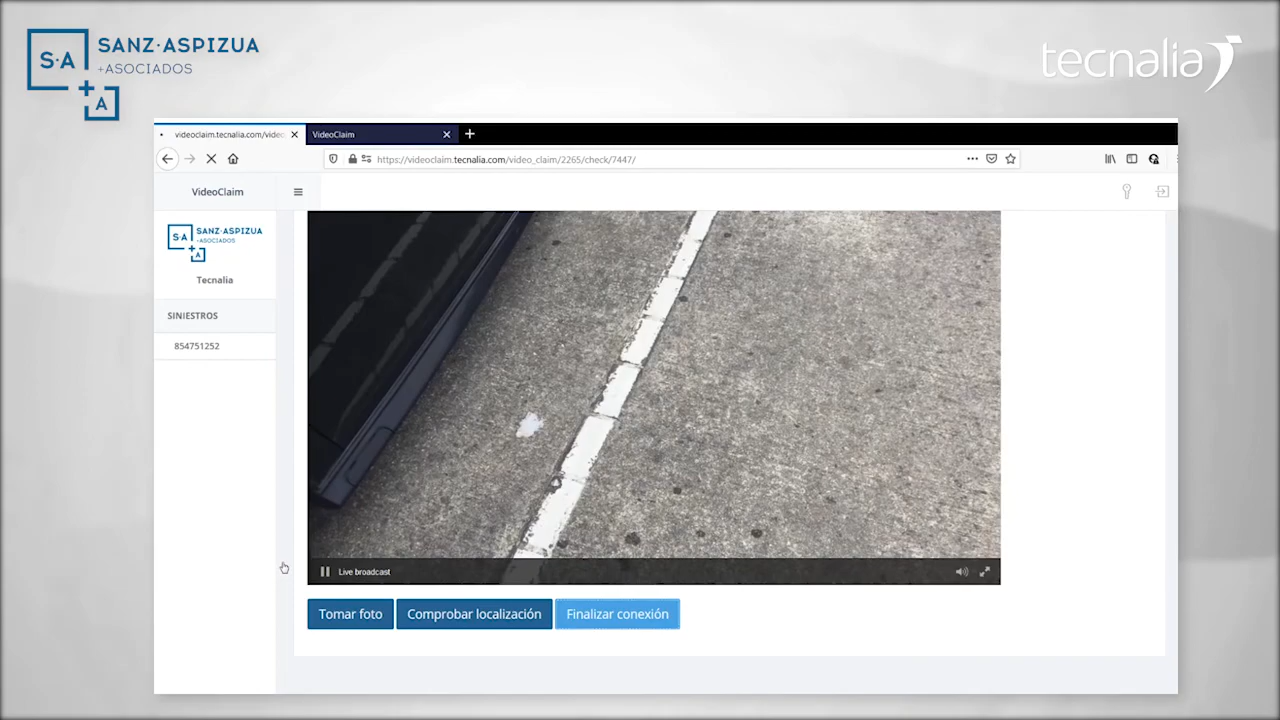 S·A
+
A
SANZ·ASPIZUA
+ASOCIADOS
tecnalia
videoclaim.tecnalia.com/video
VideoClaim
https://videoclaim.tecnalia.com/video_claim/2265/check/7447/
VideoClaim
S·A
+
A
SANZ·ASPIZUA
+ASOCIADOS
Tecnalia
SINIESTROS
854751252
Live broadcast
Tomar foto
Comprobar localización
Finalizar conexión